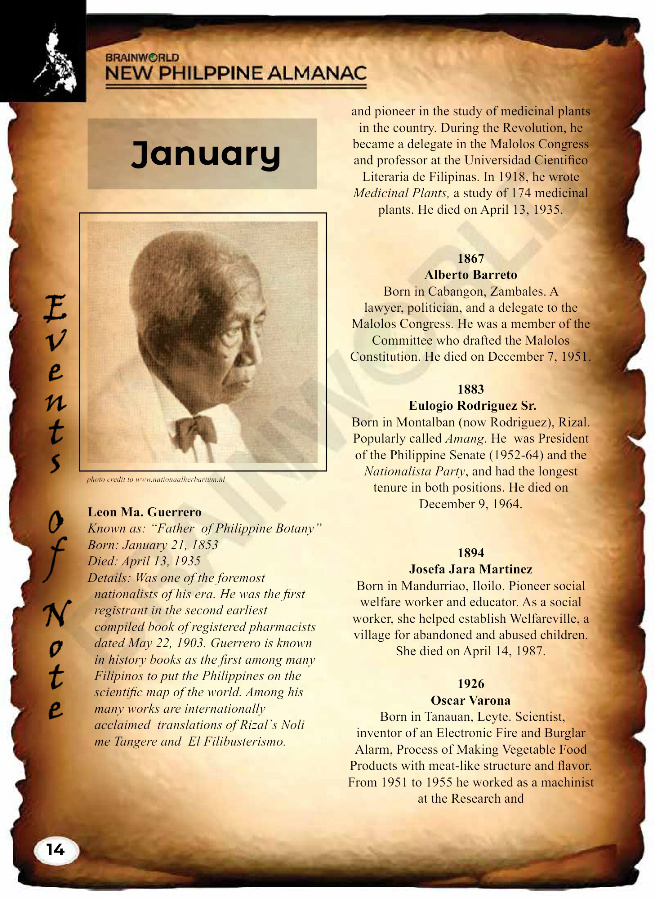 BRAINWORLD
NEW PHILPPINE ALMANAC
January
Events of Note
photo credit to www.nationaalherbarium.nl
Leon Ma. Guerrero
Known as: “Father of Philippine Botany”
Born: January 21, 1853
Died: April 13, 1935
Details: Was one of the foremost
nationalists of his era. He was the first
registrant in the second earliest
compiled book of registered pharmacists
dated May 22, 1903. Guerrero is known
in history books as the first among many
Filipinos to put the Philippines on the
scientific map of the world. Among his
many works are internationally
acclaimed translations of Rizal`s Noli
me Tangere and El Filibusterismo.
and pioneer in the study of medicinal plants
in the country. During the Revolution, he
became a delegate in the Malolos Congress
and professor at the Universidad Cientifico
Literaria de Filipinas. In 1918, he wrote
Medicinal Plants, a study of 174 medicinal
plants. He died on April 13, 1935.
1867
Alberto Barreto
Born in Cabangon, Zambales. A
lawyer, politician, and a delegate to the
Malolos Congress. He was a member of the
Committee who drafted the Malolos
Constitution. He died on December 7, 1951.
1883
Eulogio Rodriguez Sr.
Born in Montalban (now Rodriguez), Rizal.
Popularly called Amang. He was President
of the Philippine Senate (1952-64) and the
Nationalista Party, and had the longest
tenure in both positions. He died on
December 9, 1964.
1894
Josefa Jara Martinez
Born in Mandurriao, Iloilo. Pioneer social
welfare worker and educator. As a social
worker, she helped establish Welfareville, a
village for abandoned and abused children.
She died on April 14, 1987.
1926
Oscar Varona
Born in Tanauan, Leyte. Scientist,
inventor of an Electronic Fire and Burglar
Alarm, Process of Making Vegetable Food
Products with meat-like structure and flavor.
From 1951 to 1955 he worked as a machinist
at the Research and
14
BRAINWORLD